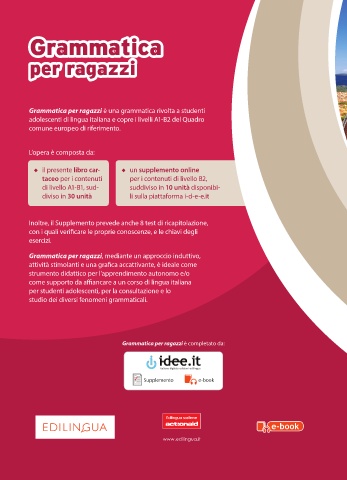 Grammatica
per ragazzi
Grammatica per ragazzi è una grammatica rivolta a studenti
adolescenti di lingua italiana e copre i livelli A1-B2 del Quadro
comune europeo di riferimento.
L'opera è composta da:
il presente libro car-
taceo per i contenuti
di livello A1-B1, sud-
diviso in 30 unità
un supplemento online
per i contenuti di livello B2,
suddiviso in 10 unità disponibi-
li sulla piattaforma i-d-e-e.it
Inoltre, il Supplemento prevede anche 8 test di ricapitolazione,
con i quali verificare le proprie conoscenze, e le chiavi degli
esercizi.
Grammatica per ragazzi, mediante un approccio induttivo,
attività stimolanti e una grafica accattivante, è ideale come
strumento didattico per l'apprendimento autonomo e/o
come supporto da affiancare a un corso di lingua italiana
per studenti adolescenti, per la consultazione e lo
studio dei diversi fenomeni grammaticali.
Grammatica per ragazzi è completato da:
idee.it
Supplemento
e-book
EDILINGUA
Edilingua sostiene
actionaid
www.edilingua.it
e-book